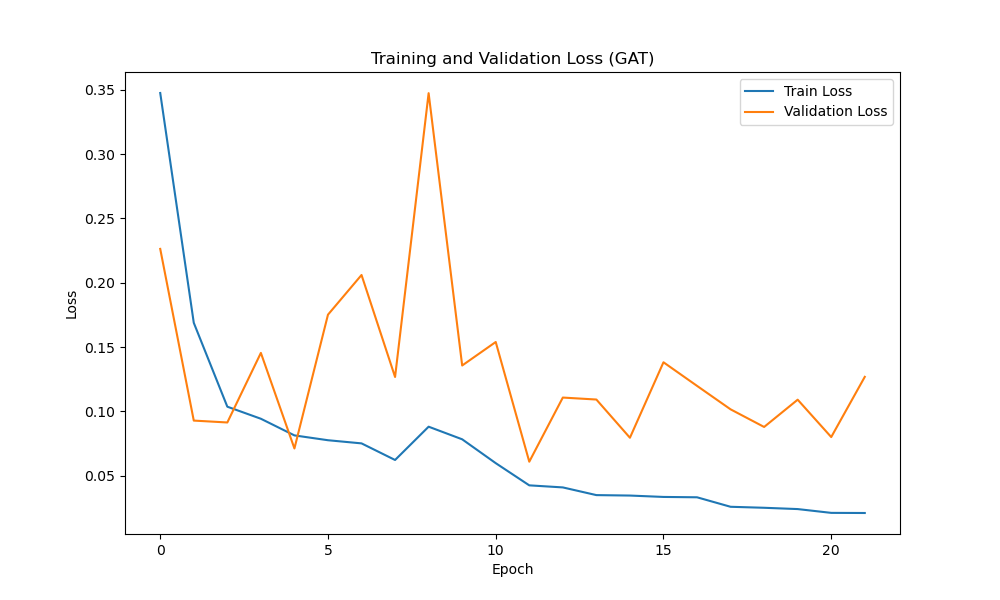 Training and Validation Loss (GAT)
Train Loss
Validation Loss
0.35
0.30
0.25
0.20
0.15
0.10
0.05
Loss
0 5 10 15 20
Epoch